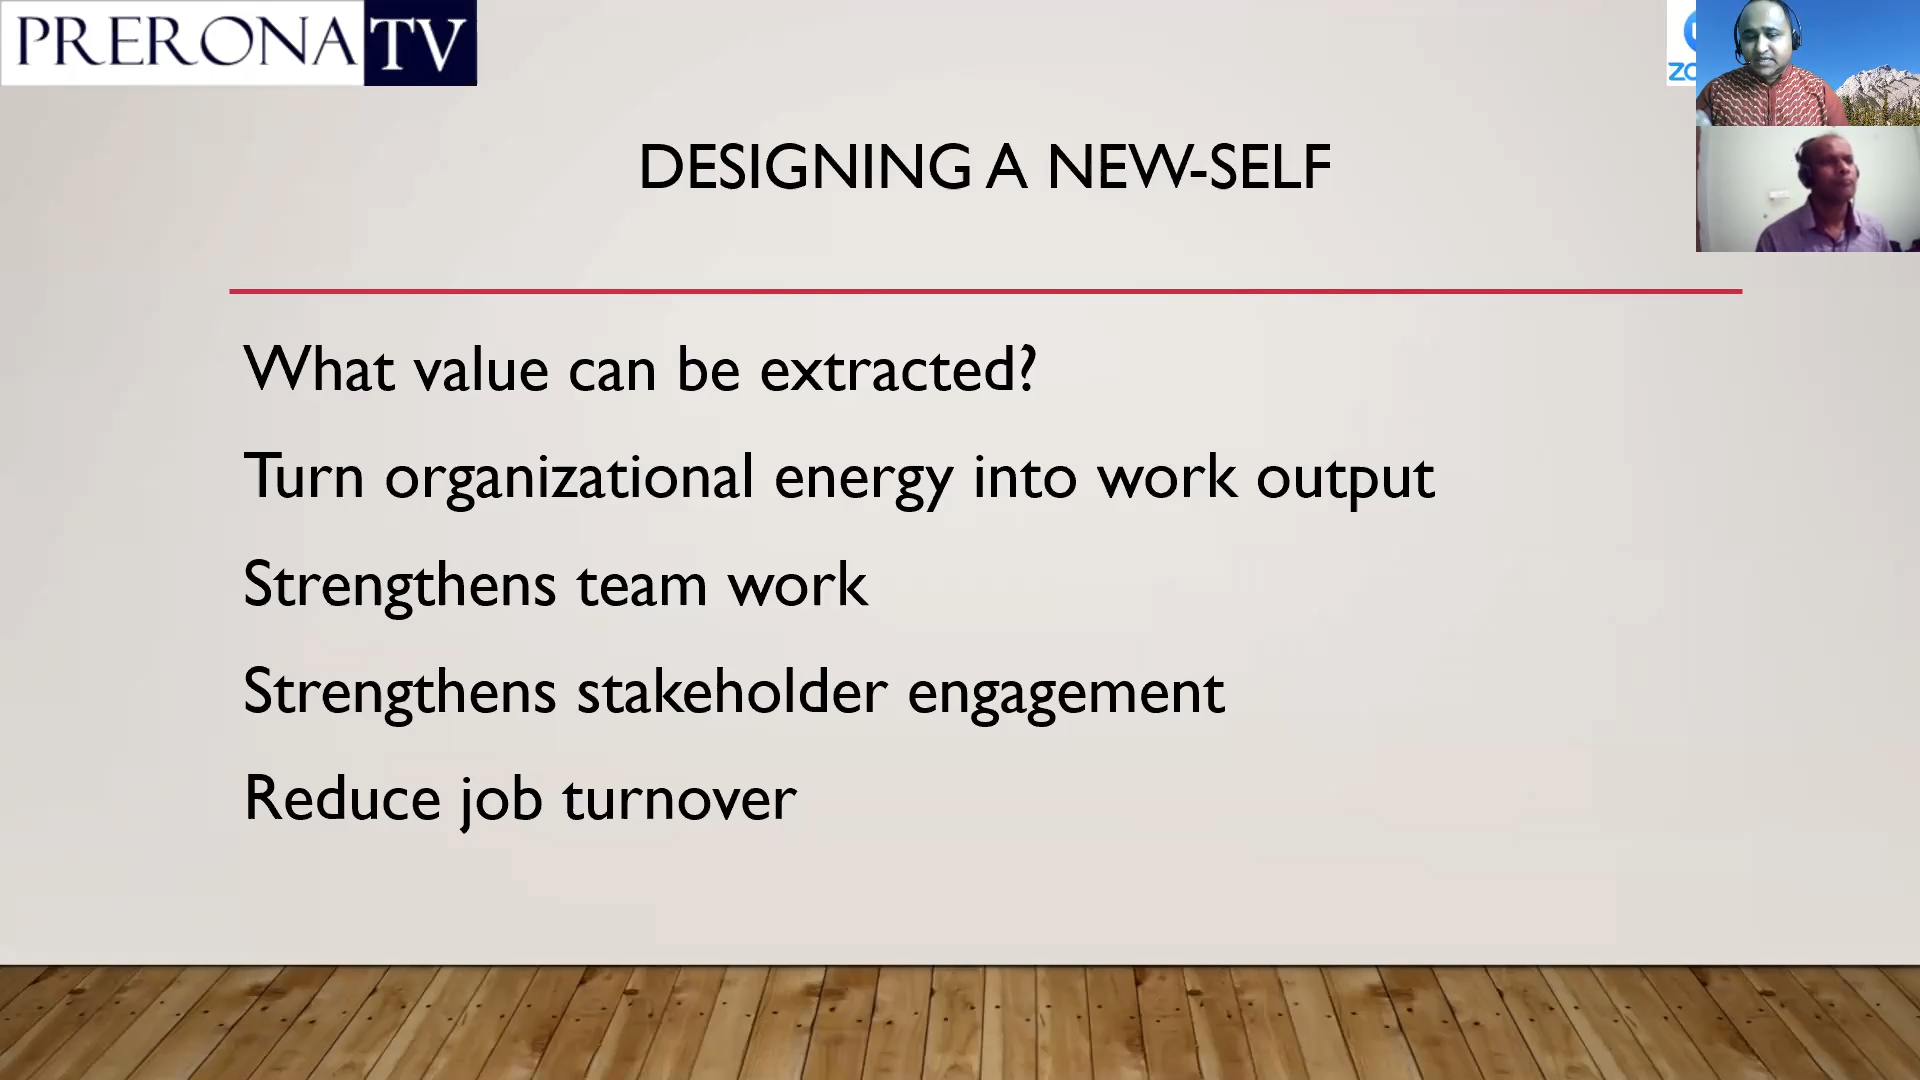 PRERONA TV
DESIGNING A NEW-SELF
What value can be extracted?
Turn organizational energy into work output
Strengthens team work
Strengthens stakeholder engagement
Reduce job turnover